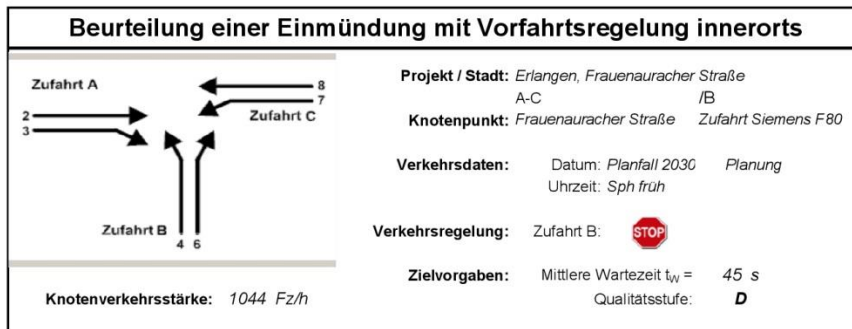 Beurteilung einer Einmündung mit Vorfahrtsregelung innerorts
Zufahrt A
8
7
Zufahrt C
2
3
Zufahrt B
4 6
Knotenverkehrsstärke: 1044 Fz/h
Projekt / Stadt: Erlangen, Frauenauracher Straße
A-C /B
Knotenpunkt: Frauenauracher Straße Zufahrt Siemens F80
Verkehrsdaten: Datum: Planfall 2030 Planung
Uhrzeit: Sph früh
Verkehrsregelung: Zufahrt B: STOP
Zielvorgaben: Mittlere Wartezeit tW = 45 s
Qualitätsstufe: D